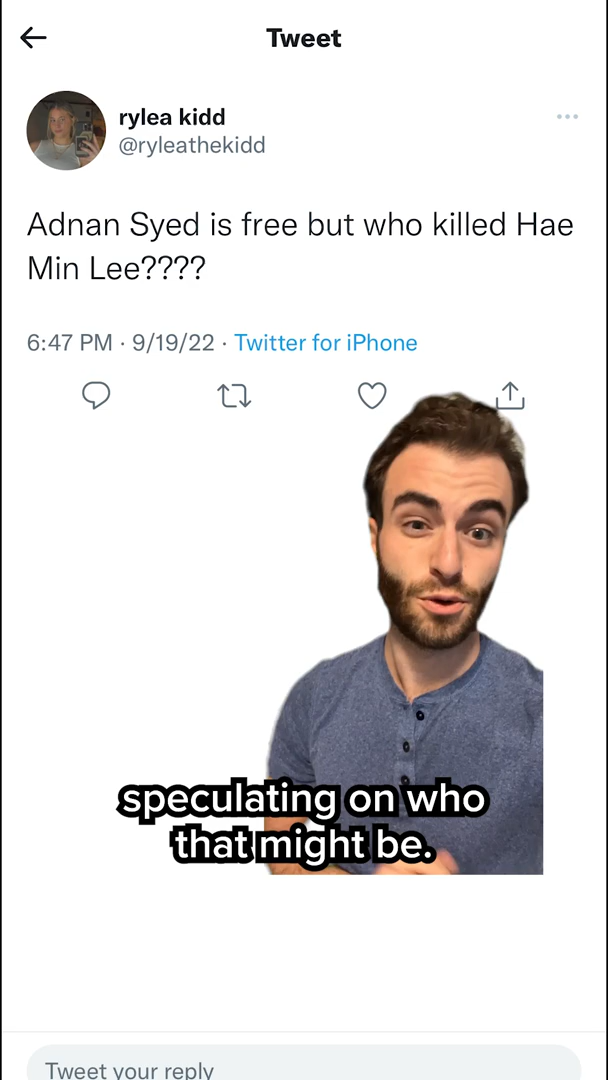 Tweet
rylea kidd
@ryleathekidd
Adnan Syed is free but who killed Hae
Min Lee????
6:47 PM · 9/19/22 · Twitter for iPhone
speculating on who
that might be.
Tweet your reply